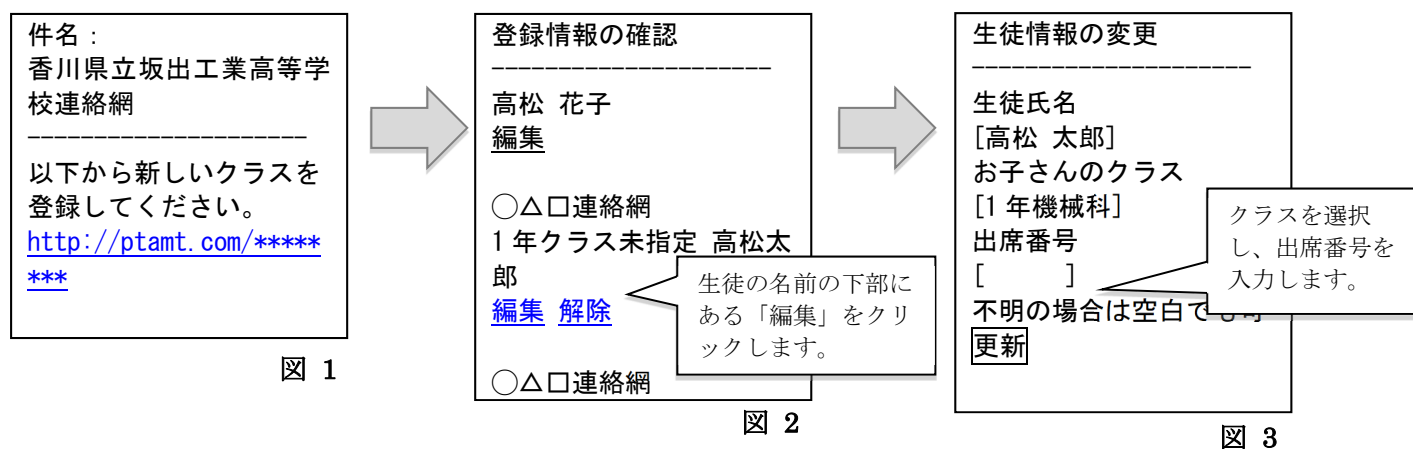 件名：
香川県立坂出工業高等学
校連絡網
---------------------
以下から新しいクラスを
登録してください。
http://ptamt.com/*****
***
図 1
登録情報の確認
---------------------
高松 花子
編集
○△□連絡網
1年クラス未指定 高松太
郎
編集 解除
○△□連絡網
生徒の名前の下部に
ある「編集」をクリ
ックします。
図 2
生徒情報の変更
---------------------
生徒氏名
[高松 太郎]
お子さんのクラス
[1年機械科]
出席番号
[      ]
不明の場合は空白で
更新
クラスを選択
し、出席番号を
入力します。
図 3